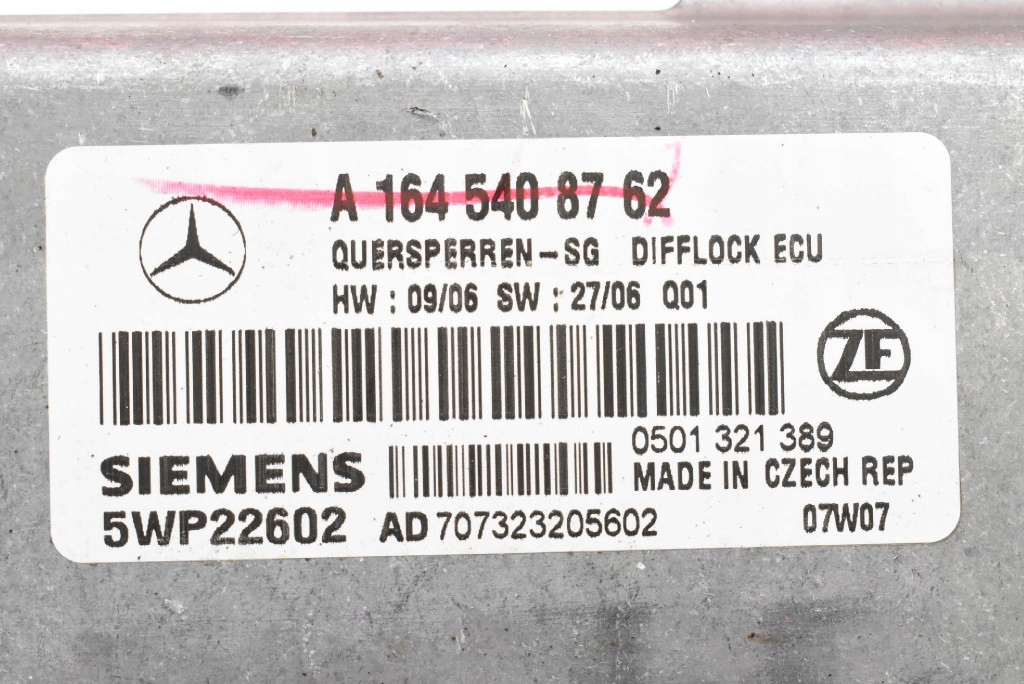 A 164 540 87 62
QUERSPERREN-SG DIFFLOCK ECU
HW : 09/06 SW : 27/06 Q01
ZF
0501 321 389
SIEMENS
MADE IN CZECH REP
5WP22602 AD 707323205602 07W07